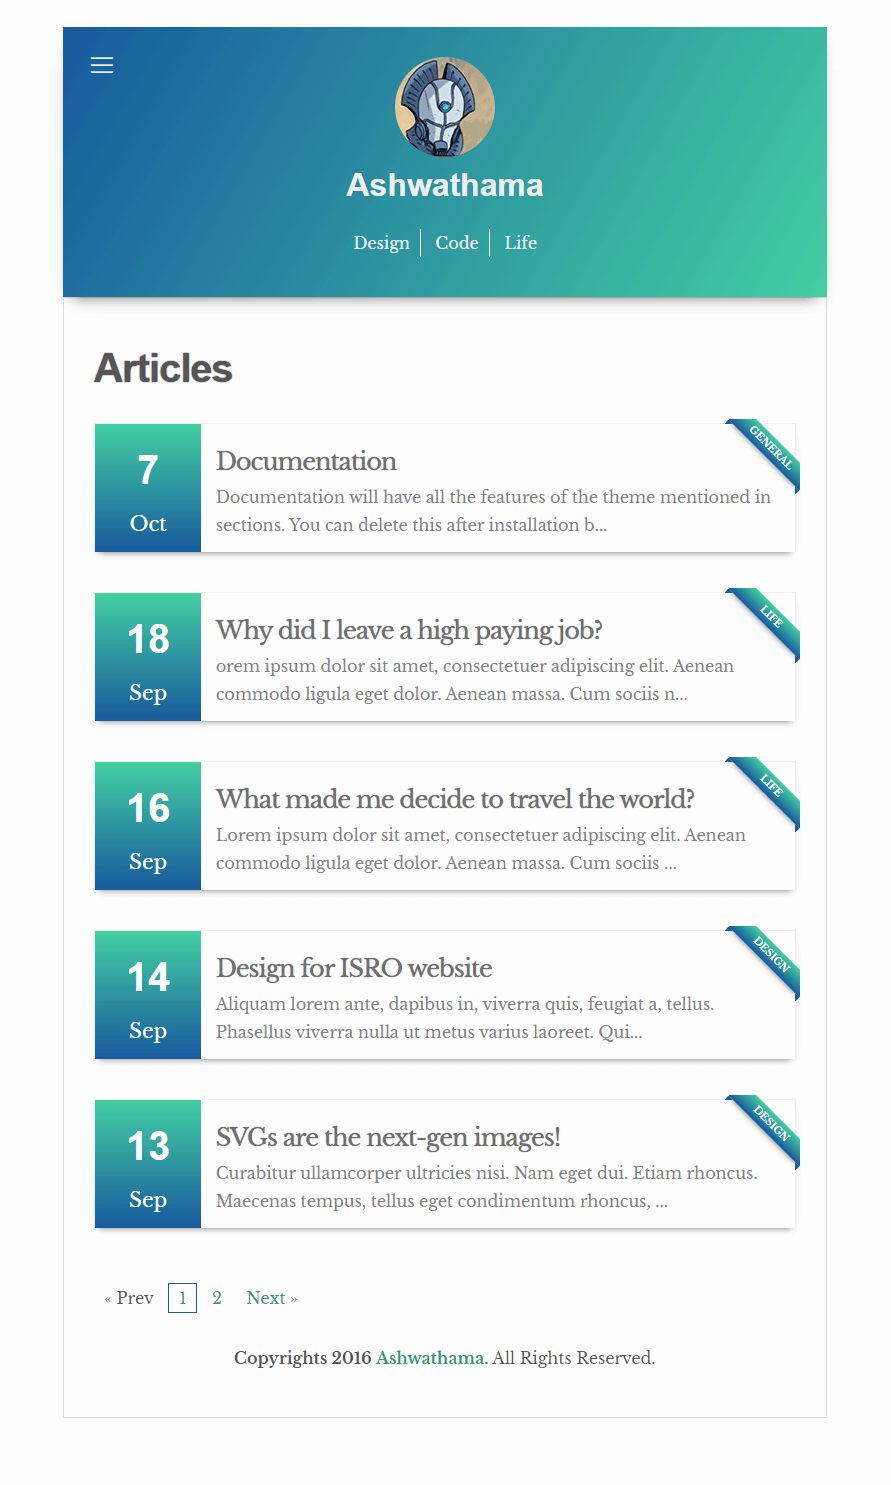 Ashwathama
Design
Code
Life
Articles
7
Oct
Documentation
Documentation will have all the features of the theme mentioned in
sections. You can delete this after installation b...
GENERAL
18
Sep
Why did I leave a high paying job?
orem ipsum dolor sit amet, consectetuer adipiscing elit. Aenean
commodo ligula eget dolor. Aenean massa. Cum sociis n...
LIFE
16
Sep
What made me decide to travel the world?
Lorem ipsum dolor sit amet, consectetuer adipiscing elit. Aenean
commodo ligula eget dolor. Aenean massa. Cum sociis ...
LIFE
14
Sep
Design for ISRO website
Aliquam lorem ante, dapibus in, viverra quis, feugiat a, tellus.
Phasellus viverra nulla ut metus varius laoreet. Qui...
DESIGN
13
Sep
SVGs are the next-gen images!
Curabitur ullamcorper ultricies nisi. Nam eget dui. Etiam rhoncus.
Maecenas tempus, tellus eget condimentum rhoncus, ...
DESIGN
« Prev 1 2 Next »
Copyrights 2016 Ashwathama. All Rights Reserved.